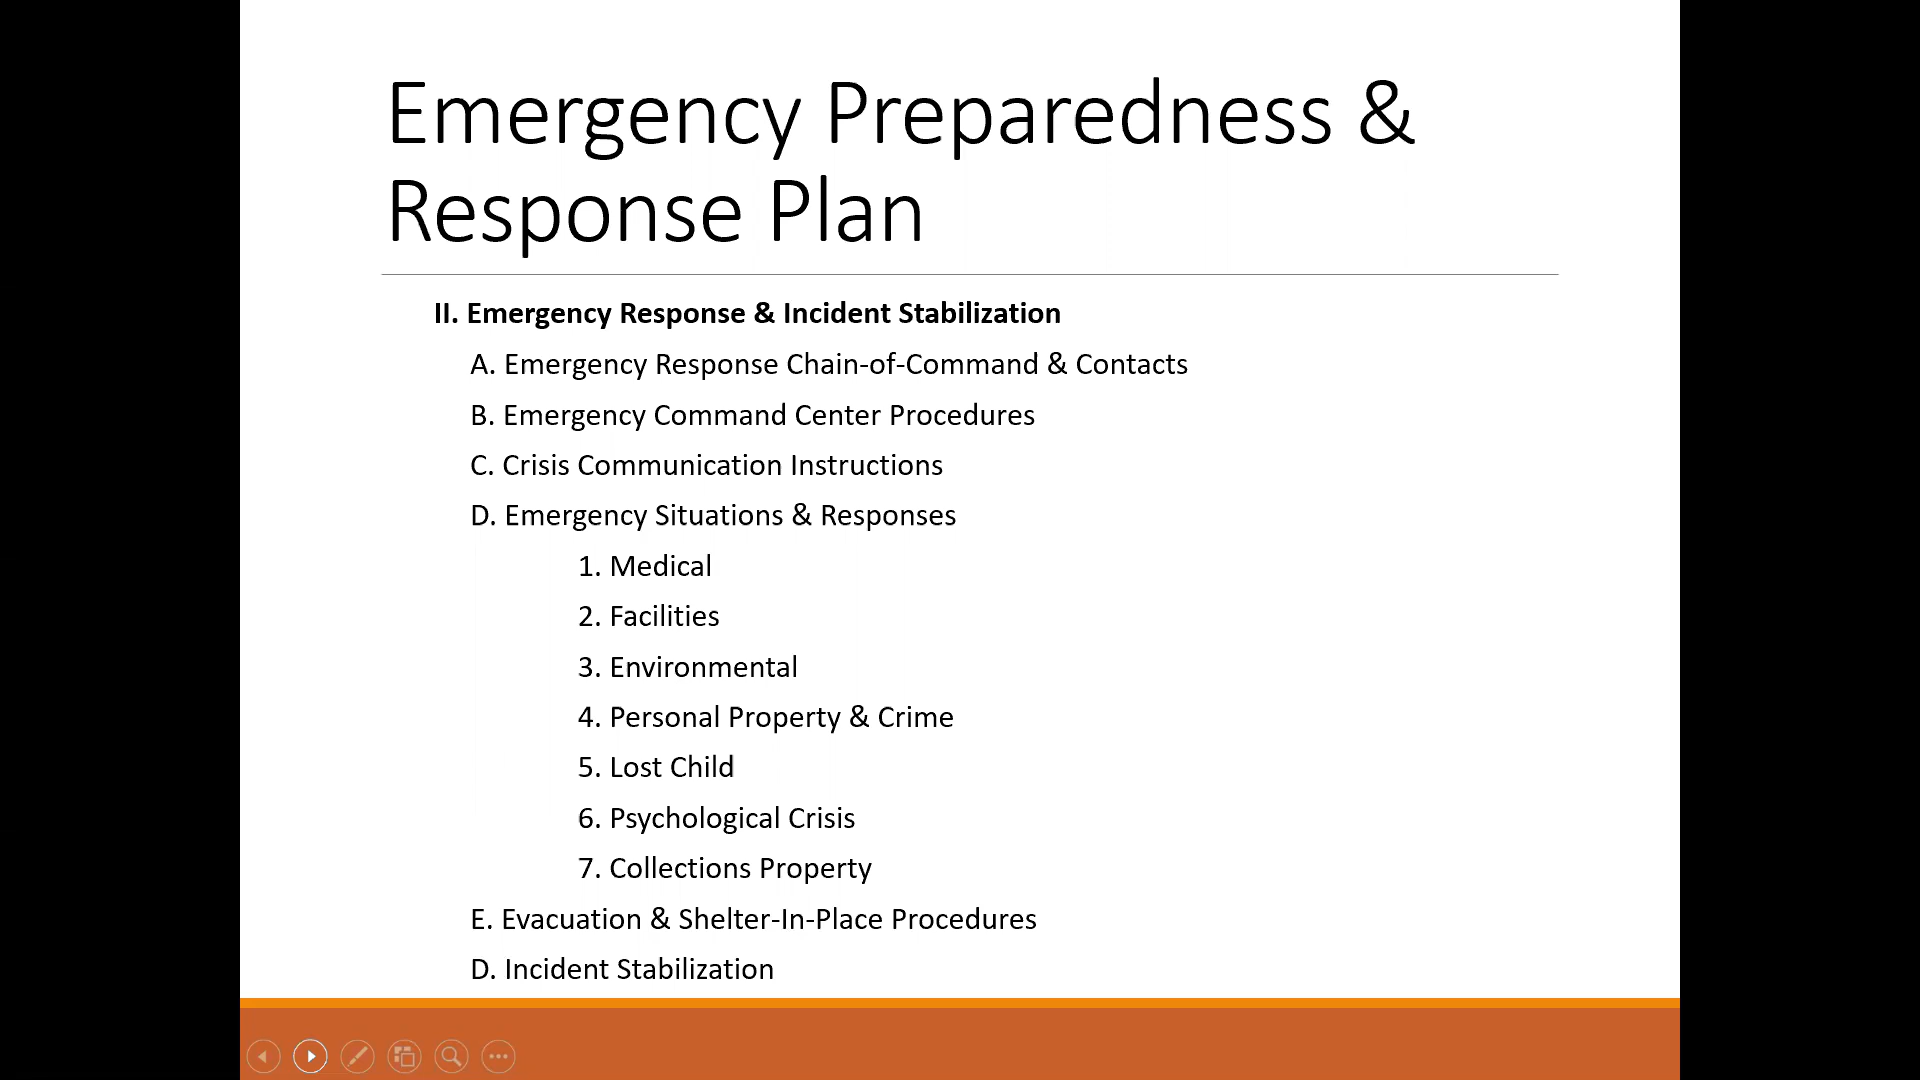 Emergency Preparedness &
Response Plan
II. Emergency Response & Incident Stabilization
A. Emergency Response Chain-of-Command & Contacts
B. Emergency Command Center Procedures
C. Crisis Communication Instructions
D. Emergency Situations & Responses
1. Medical
2. Facilities
3. Environmental
4. Personal Property & Crime
5. Lost Child
6. Psychological Crisis
7. Collections Property
E. Evacuation & Shelter-In-Place Procedures
D. Incident Stabilization